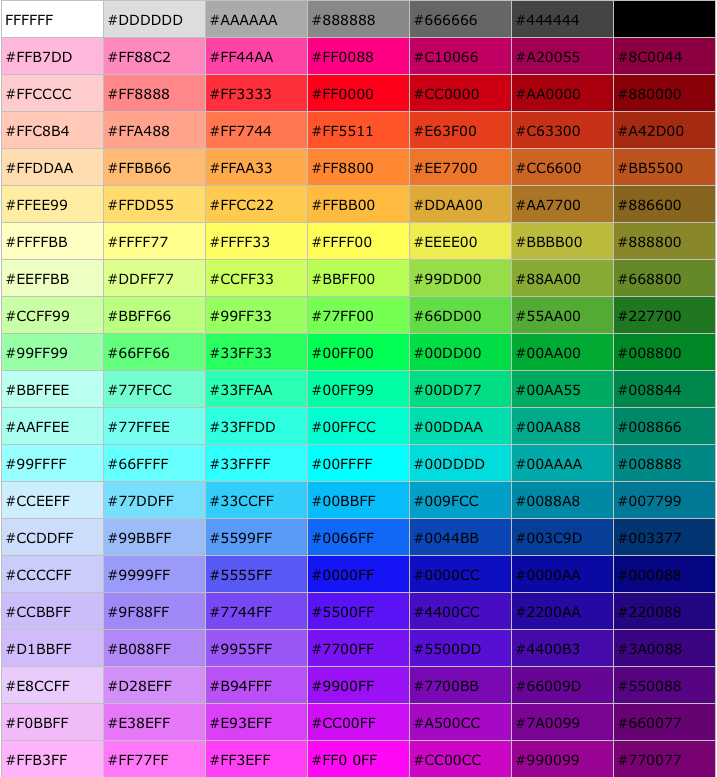 FFFFFF #DDDDDD #AAAAAA #888888 #666666 #444444
#FFB7DD #FF88C2 #FF44AA #FF0088 #C10066 #A20055 #8C0044
#FFCCCC #FF8888 #FF3333 #FF0000 #CC0000 #AA0000 #880000
#FFC8B4 #FFA488 #FF7744 #FF5511 #E63F00 #C63300 #A42D00
#FFDDAA #FFBB66 #FFAA33 #FF8800 #EE7700 #CC6600 #BB5500
#FFEE99 #FFDD55 #FFCC22 #FFBB00 #DDAA00 #AA7700 #886600
#FFFFBB #FFFF77 #FFFF33 #FFFF00 #EEEE00 #BBBB00 #888800
#EEFFBB #DDFF77 #CCFF33 #BBFF00 #99DD00 #88AA00 #668800
#CCFF99 #BBFF66 #99FF33 #77FF00 #66DD00 #55AA00 #227700
#99FF99 #66FF66 #33FF33 #00FF00 #00DD00 #00AA00 #008800
#BBFFEE #77FFCC #33FFAA #00FF99 #00DD77 #00AA55 #008844
#AAFFEE #77FFEE #33FFDD #00FFCC #00DDAA #00AA88 #008866
#99FFFF #66FFFF #33FFFF #00FFFF #00DDDD #00AAAA #008888
#CCEEFF #77DDFF #33CCFF #00BBFF #009FCC #0088A8 #007799
#CCDDFF #99BBFF #5599FF #0066FF #0044BB #003C9D #003377
#CCCCFF #9999FF #5555FF #0000FF #0000CC #0000AA #000088
#CCBBFF #9F88FF #7744FF #5500FF #4400CC #2200AA #220088
#D1BBFF #B088FF #9955FF #7700FF #5500DD #4400B3 #3A0088
#E8CCFF #D28EFF #B94FFF #9900FF #7700BB #66009D #550088
#F0BBFF #E38EFF #E93EFF #CC00FF #A500CC #7A0099 #660077
#FFB3FF #FF77FF #FF3EFF #FF0 0FF #CC00CC #990099 #770077